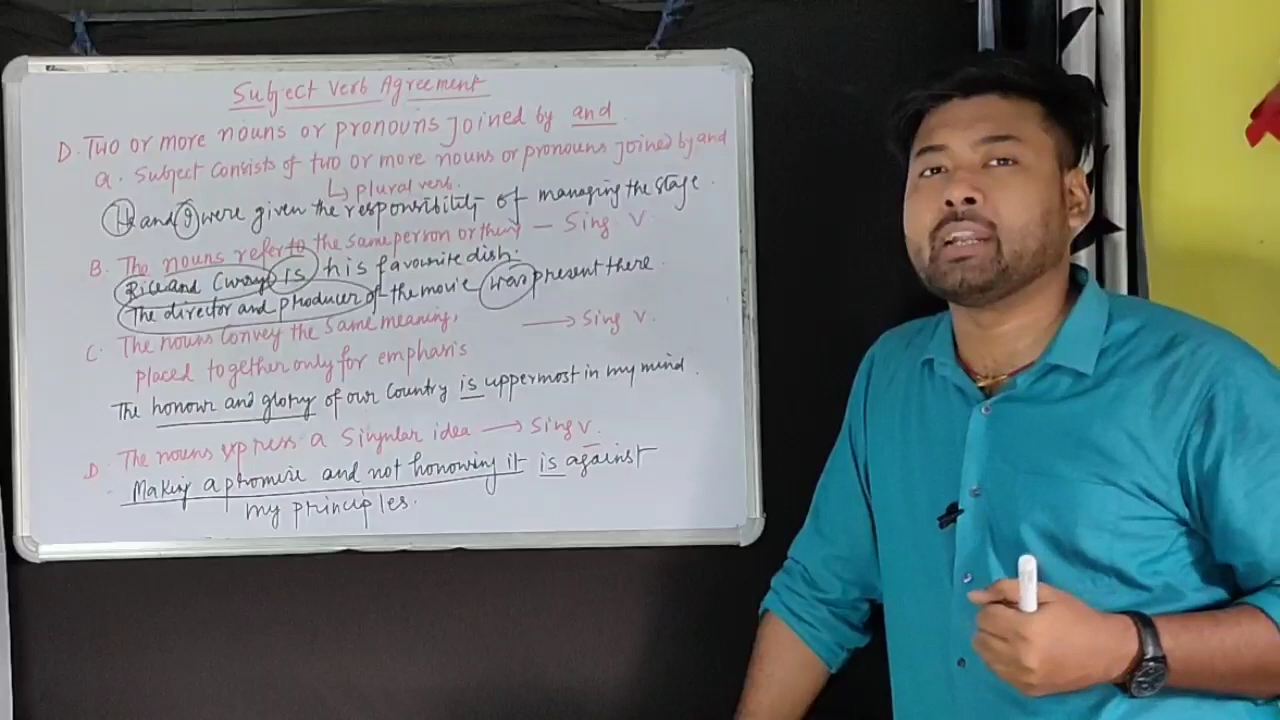 Subject Verb Agreement
D. Two or more nouns or pronouns joined by and
a. Subject consists of two or more nouns or pronouns joined by and
↳ plural verb.
He and I were given the responsibility of managing the stage.
B. The nouns refer to the same person or thing — Sing V
Rice and Curry is his favourite dish.
The director and producer of the movie was present there.
C. The nouns convey the same meaning, → Sing V.
placed together only for emphasis
The honour and glory of our country is uppermost in my mind.
D. The nouns express a singular idea → Sing V.
Making a promise and not honouring it is against
my principles.